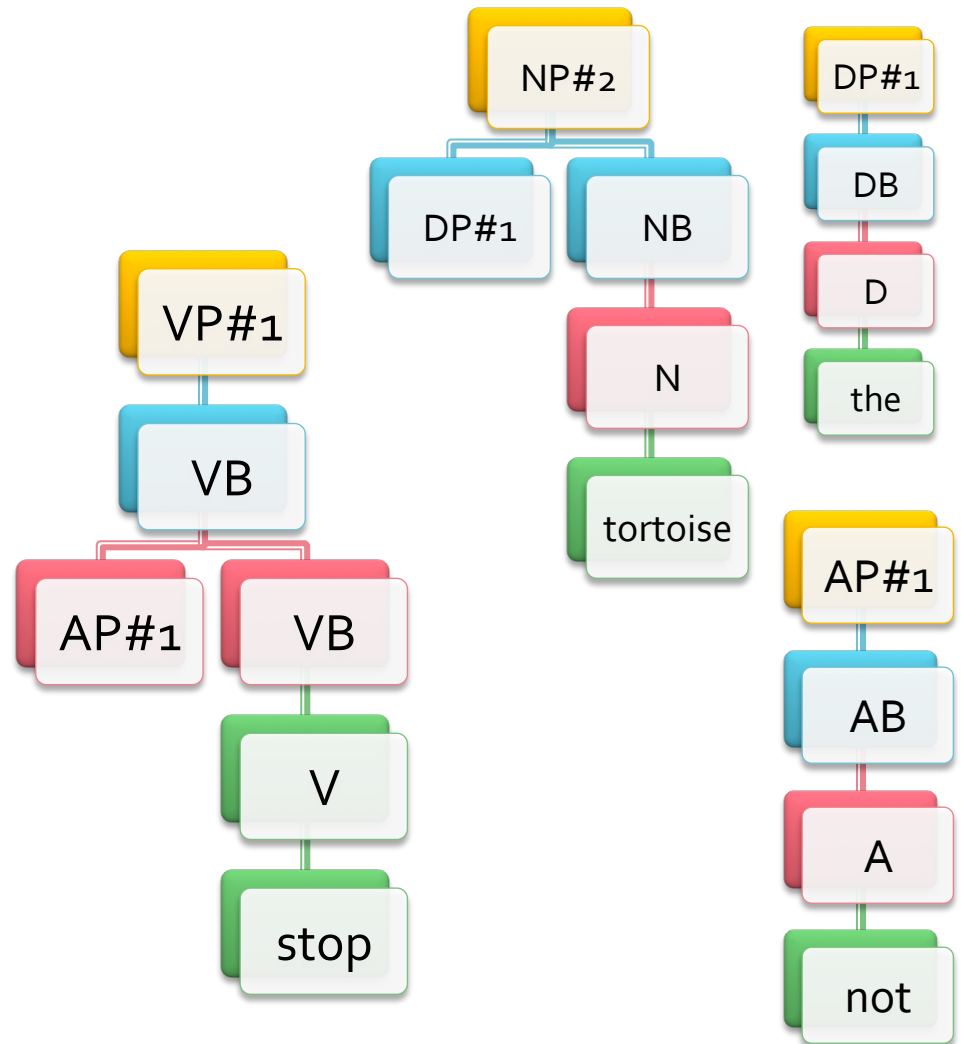 NP#2
DP#1
NB
N
tortoise
DP#1
DB
D
the
VP#1
VB
AP#1
VB
V
stop
AP#1
AB
A
not